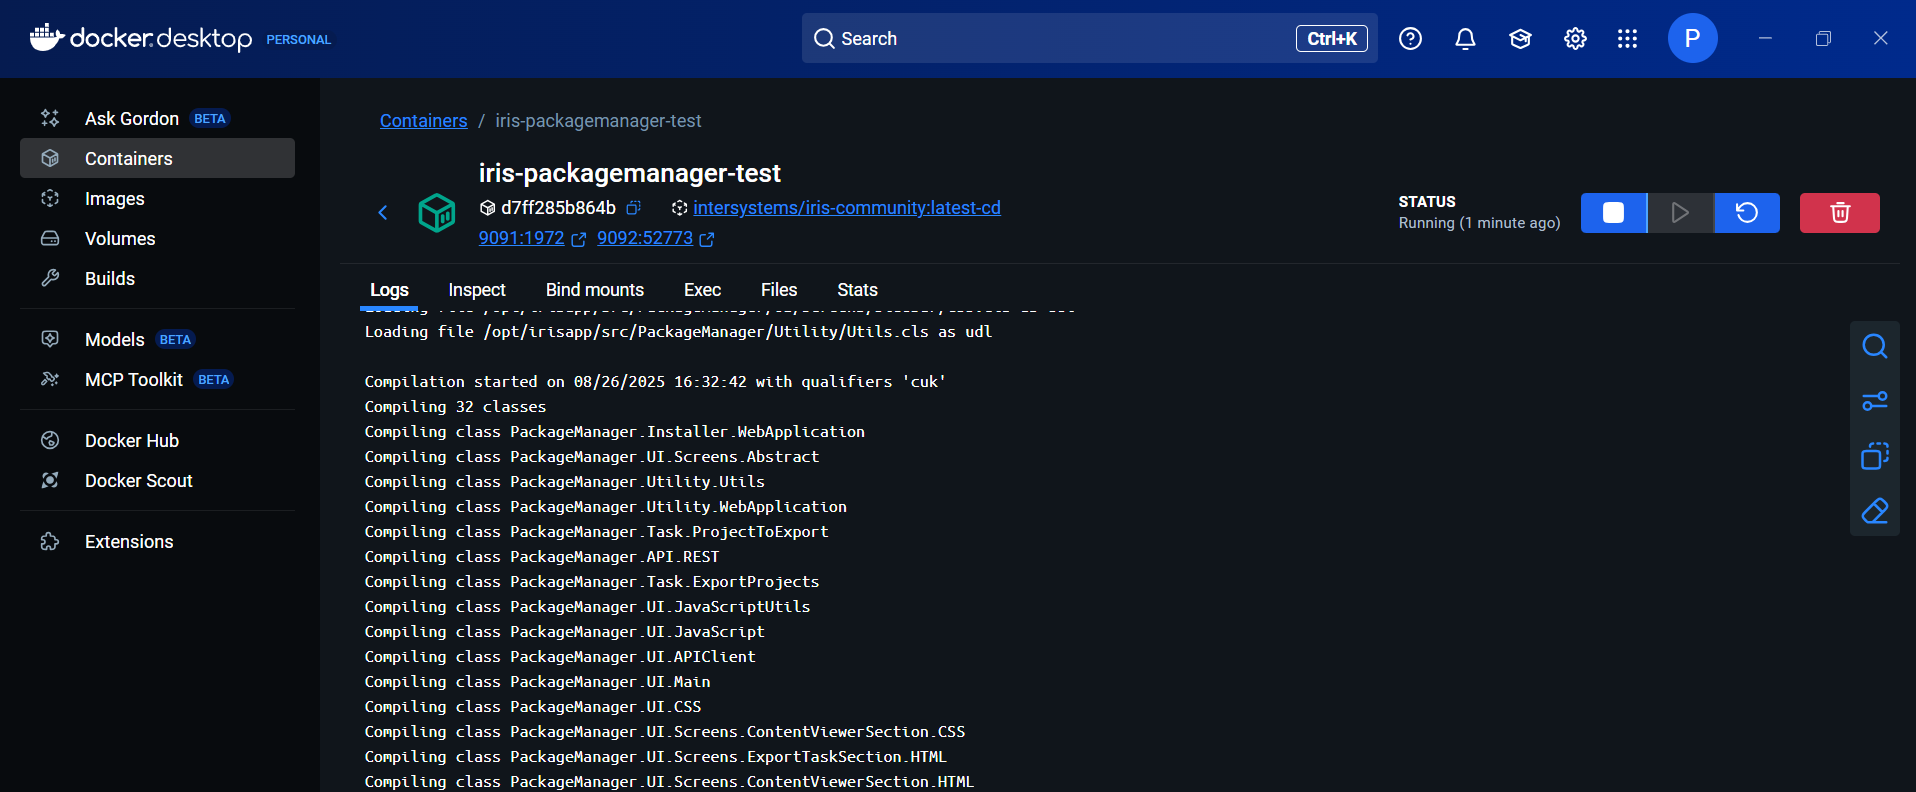 docker.desktop PERSONAL
Search Ctrl+K
P
Ask Gordon BETA
Containers
Images
Volumes
Builds
Models BETA
MCP Toolkit BETA
Docker Hub
Docker Scout
Extensions
Containers / iris-packagemanager-test
iris-packagemanager-test
d7ff285b864b intersystems/iris-community:latest-cd
9091:1972 9092:52773
STATUS
Running (1 minute ago)
Logs Inspect Bind mounts Exec Files Stats
Loading file /opt/irisapp/src/PackageManager/Utility/Utils.cls as udl
Compilation started on 08/26/2025 16:32:42 with qualifiers 'cuk'
Compiling 32 classes
Compiling class PackageManager.Installer.WebApplication
Compiling class PackageManager.UI.Screens.Abstract
Compiling class PackageManager.Utility.Utils
Compiling class PackageManager.Utility.WebApplication
Compiling class PackageManager.Task.ProjectToExport
Compiling class PackageManager.API.REST
Compiling class PackageManager.Task.ExportProjects
Compiling class PackageManager.UI.JavaScriptUtils
Compiling class PackageManager.UI.JavaScript
Compiling class PackageManager.UI.APIClient
Compiling class PackageManager.UI.Main
Compiling class PackageManager.UI.CSS
Compiling class PackageManager.UI.Screens.ContentViewerSection.CSS
Compiling class PackageManager.UI.Screens.ExportTaskSection.HTML
Compiling class PackageManager.UI.Screens.ContentViewerSection.HTML